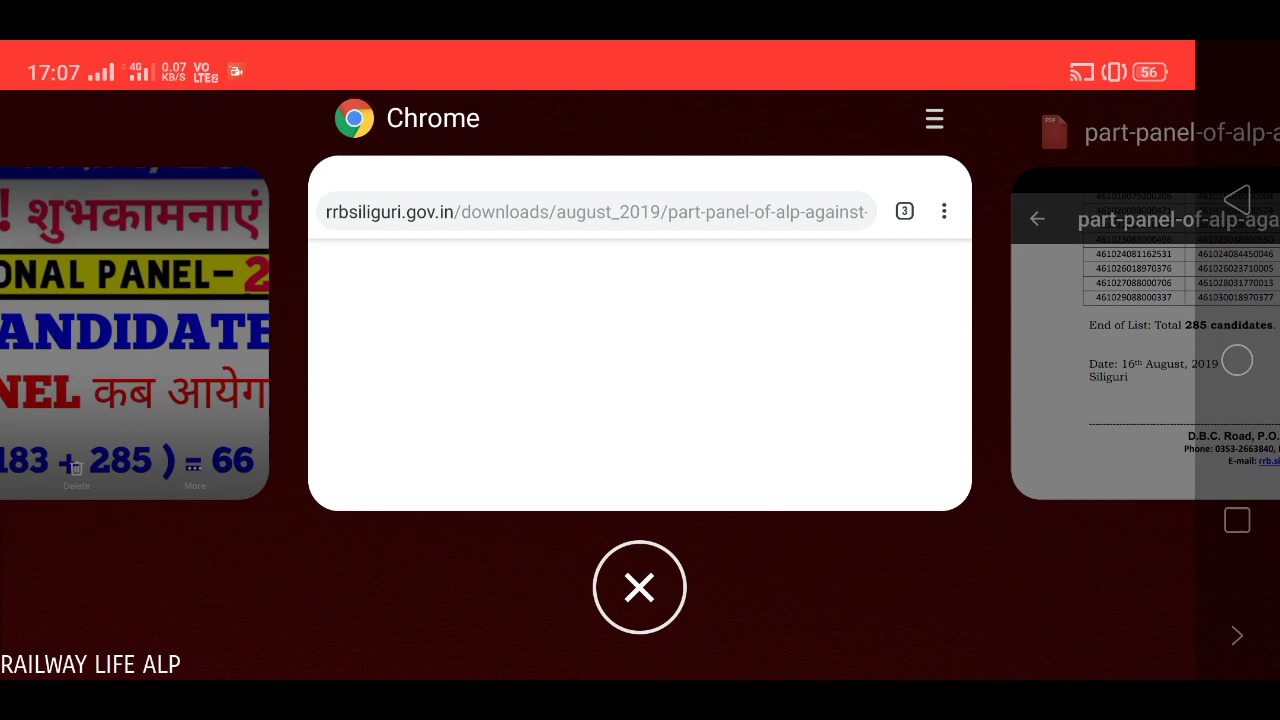 17:07 4G 0.07 KB/S VO LTE2 56
Chrome
part-panel-of-alp-a
rrbsiliguri.gov.in/downloads/august_2019/part-panel-of-alp-against-
3
! शुभकामनाएं
ONAL PANEL– 2
ANDIDATE
NEL कब आयेग
183 + 285 ) = 66
Delete
More
PDF
part-panel-of-alp-aga
461024081162531 461024084450046
461026018970376 461026023710005
461027088000706 461028031770013
461029088000337 461030018970377
End of List: Total 285 candidates.
Date: 16th August, 2019
Siliguri
D.B.C. Road, P.O.
Phone: 0353-2663840,
E-mail: rrb.si
RAILWAY LIFE ALP